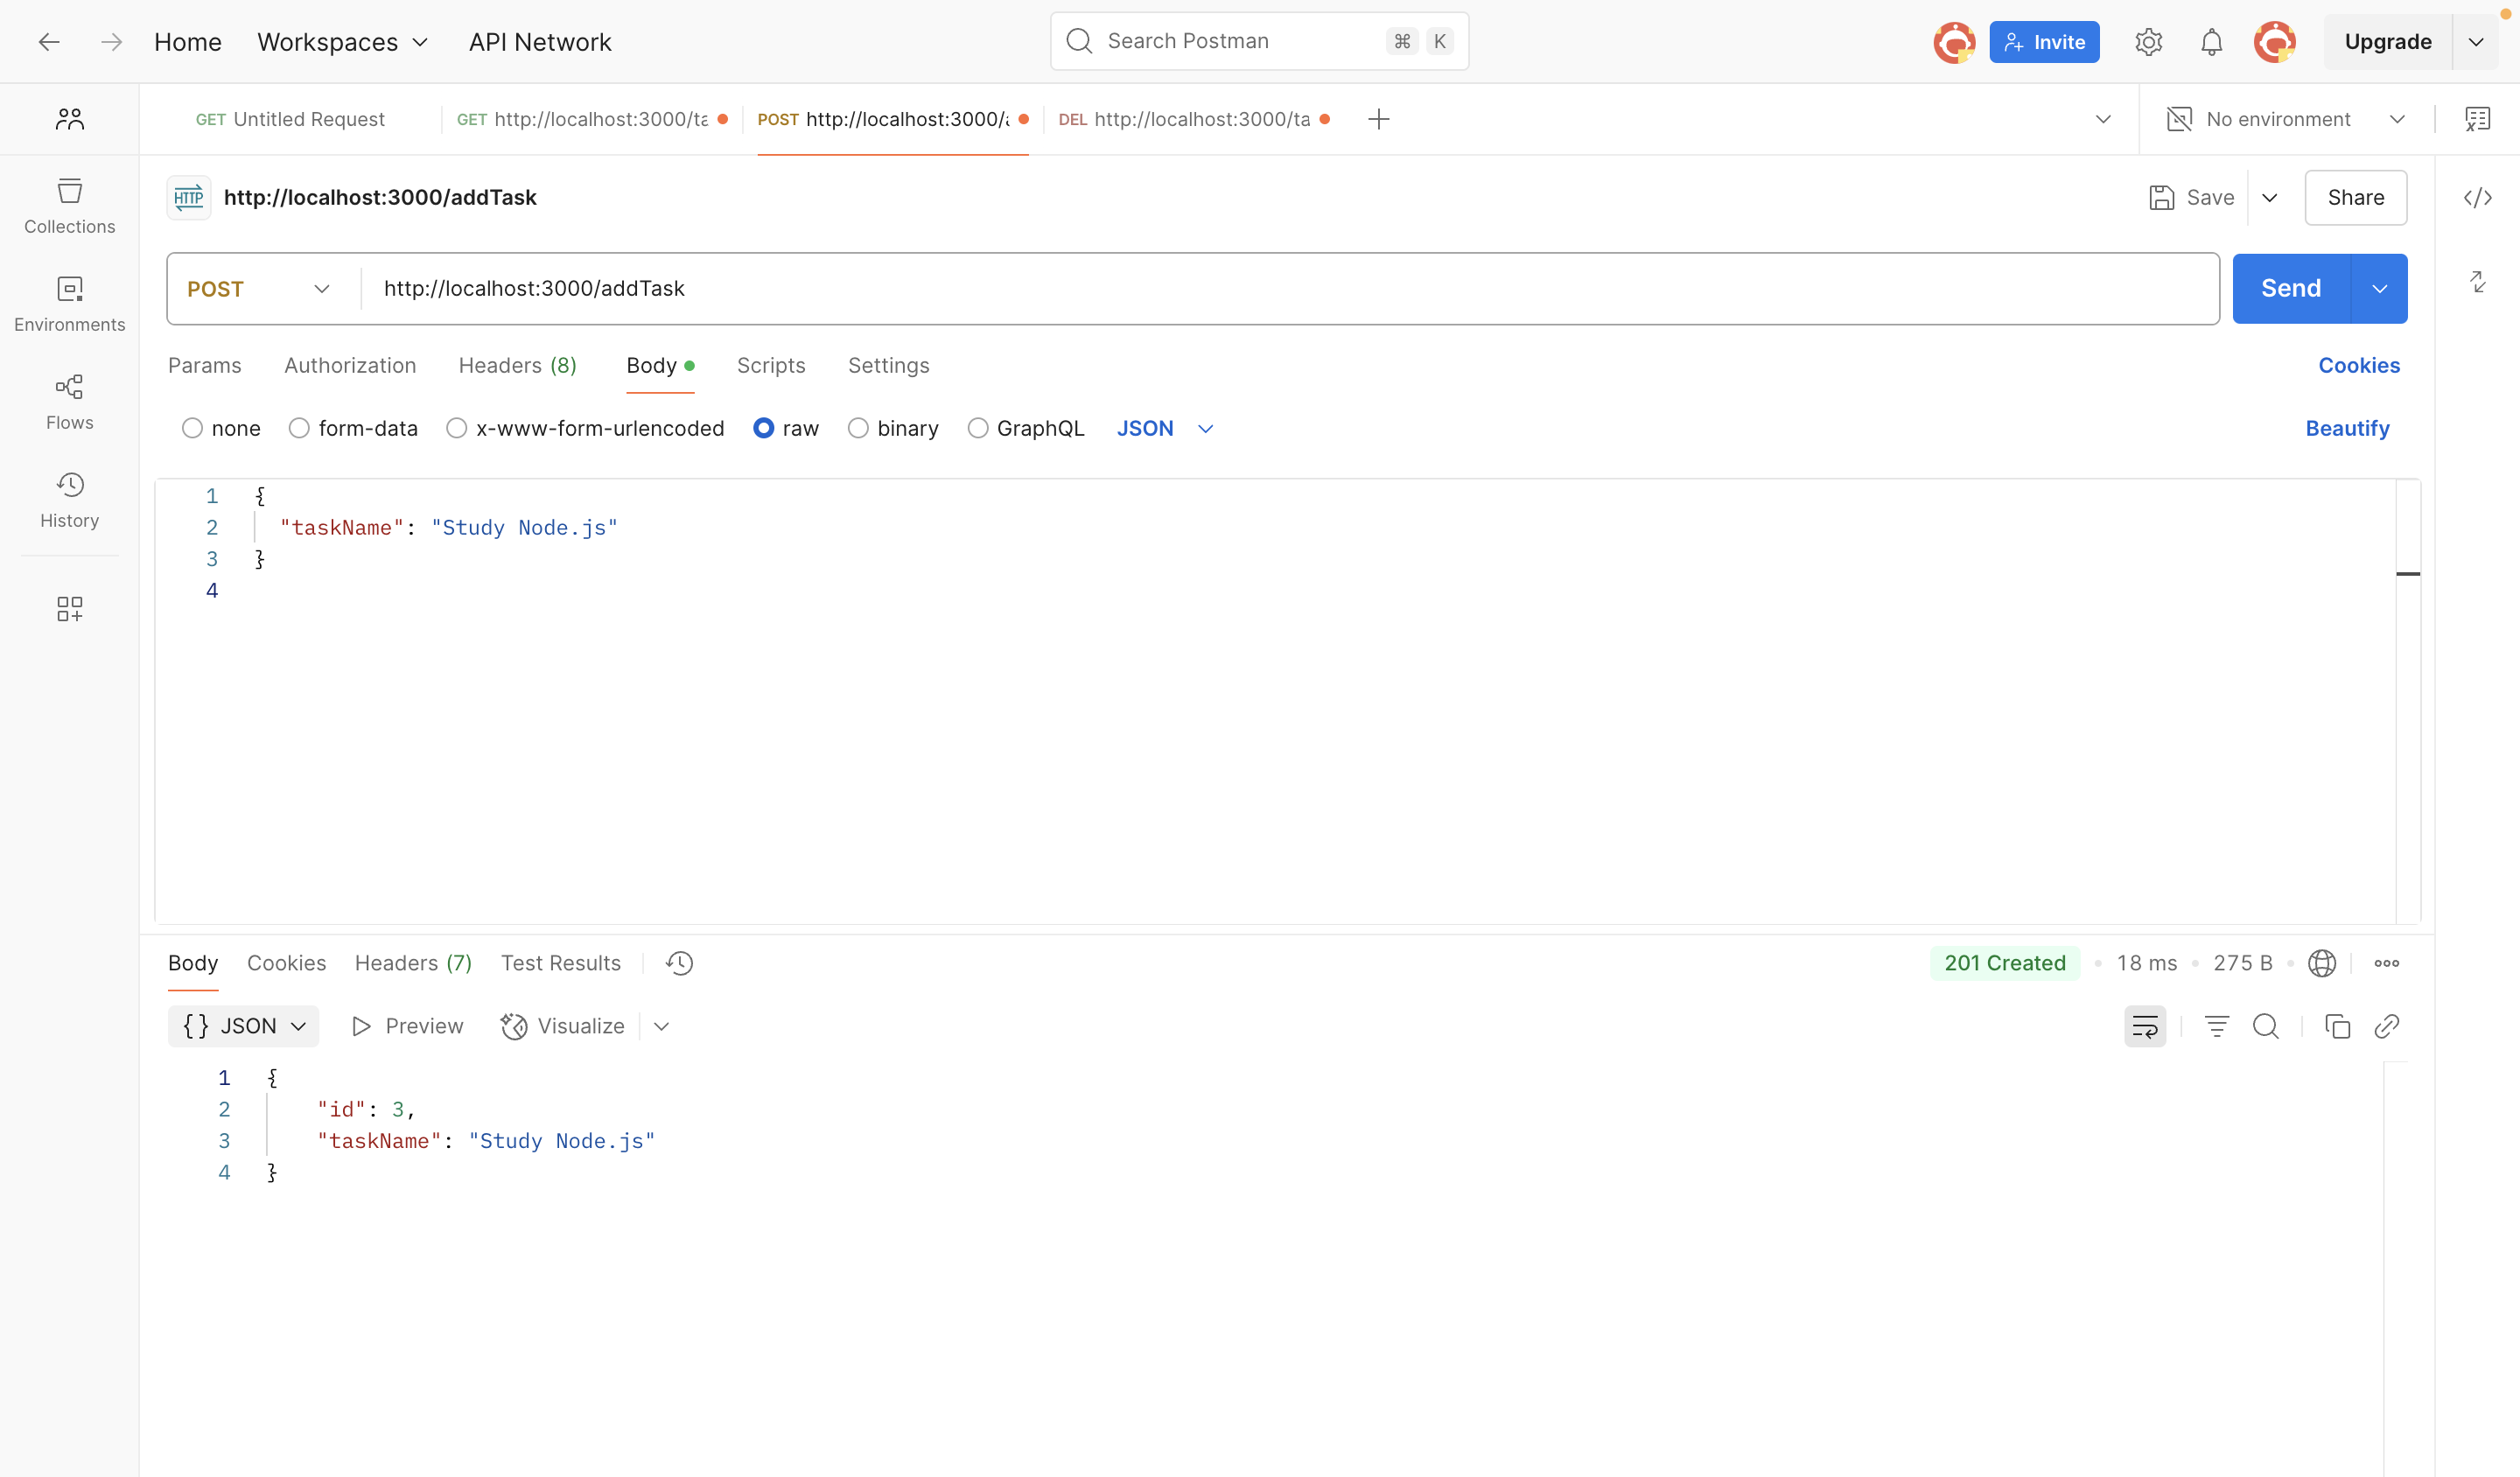 Home Workspaces API Network Search Postman ⌘ K Invite Upgrade
GET Untitled Request GET http://localhost:3000/ta POST http://localhost:3000/a DEL http://localhost:3000/ta No environment
HTTP http://localhost:3000/addTask Save Share
Collections
Environments
Flows
History
POST http://localhost:3000/addTask Send
Params Authorization Headers (8) Body Scripts Settings Cookies
none form-data x-www-form-urlencoded raw binary GraphQL JSON Beautify
1 {
2 "taskName": "Study Node.js"
3 }
4
Body Cookies Headers (7) Test Results 201 Created 18 ms 275 B
{} JSON Preview Visualize
1 {
2 "id": 3,
3 "taskName": "Study Node.js"
4 }